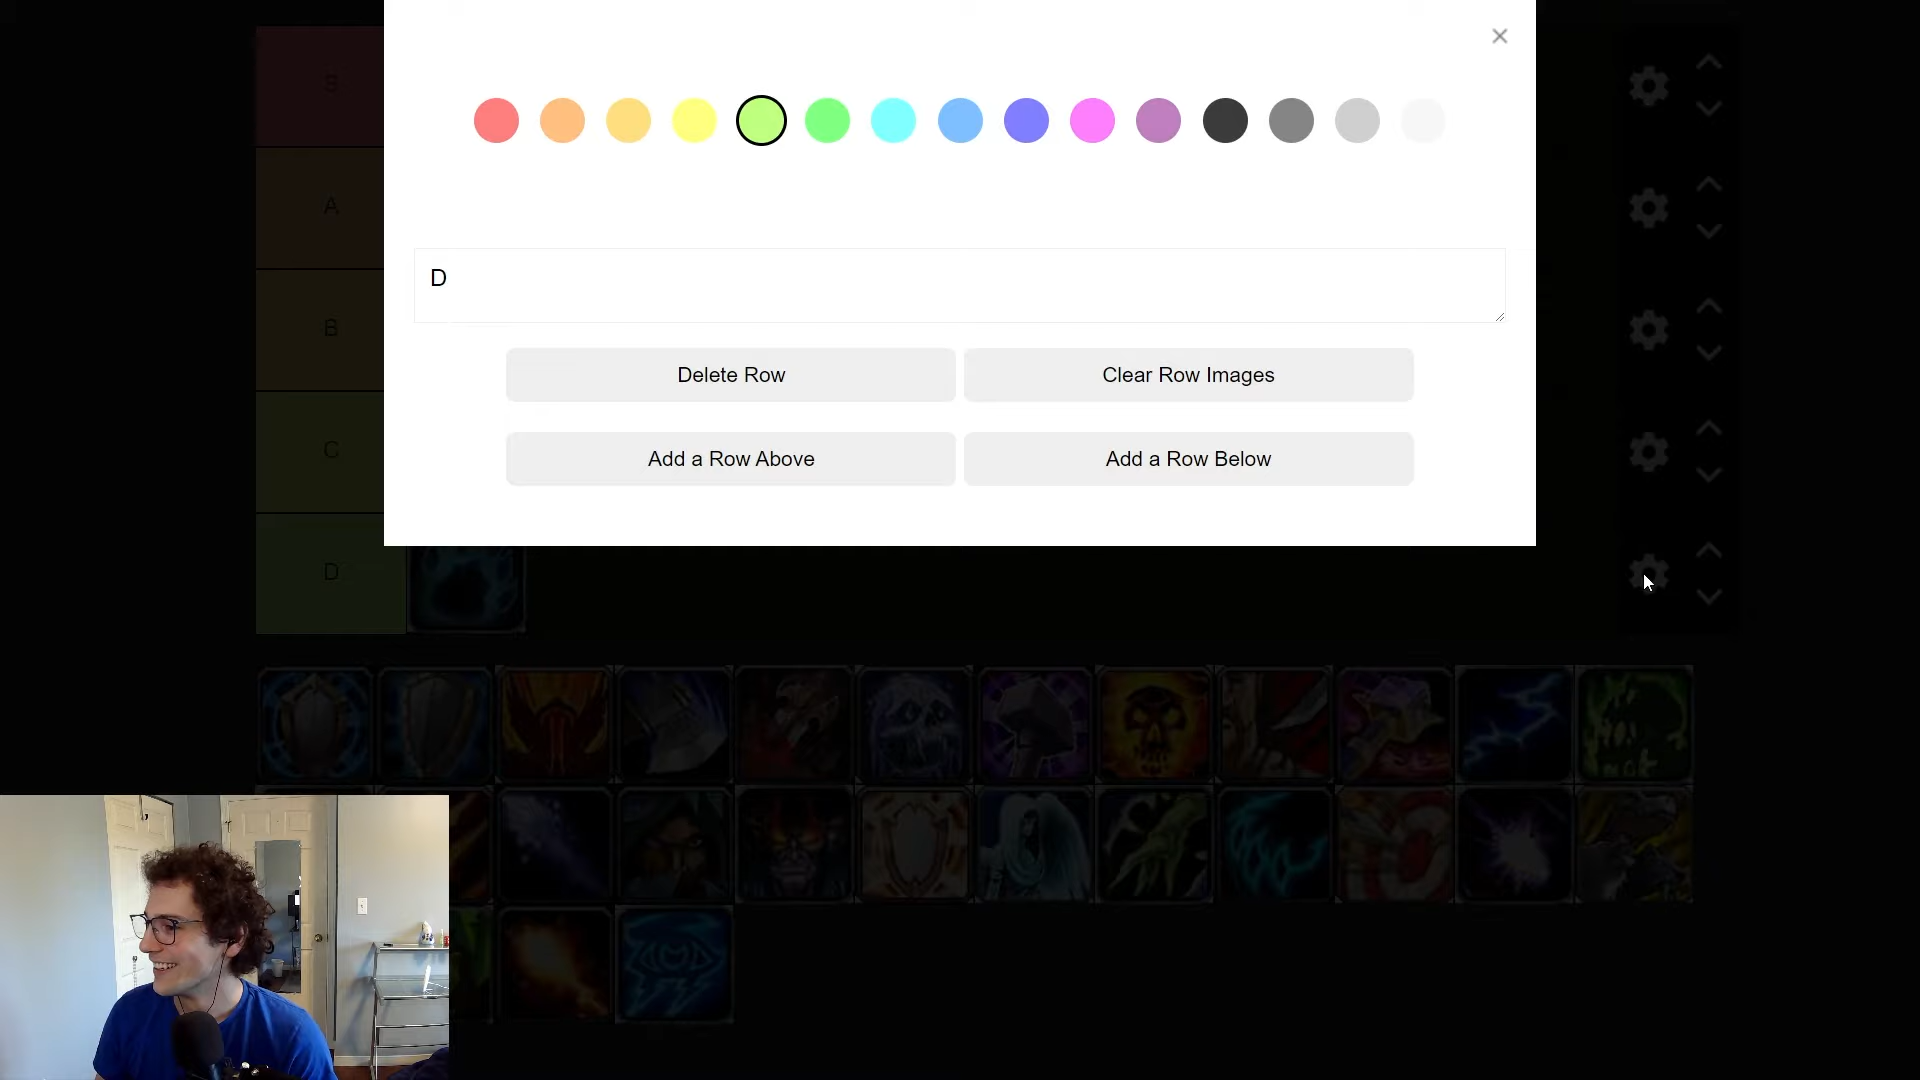 S
A
B
C
D
D
Delete Row
Clear Row Images
Add a Row Above
Add a Row Below